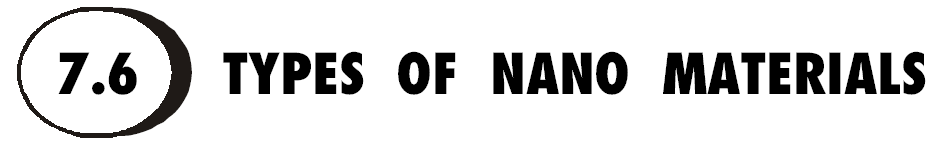 7.6 TYPES OF NANO MATERIALS